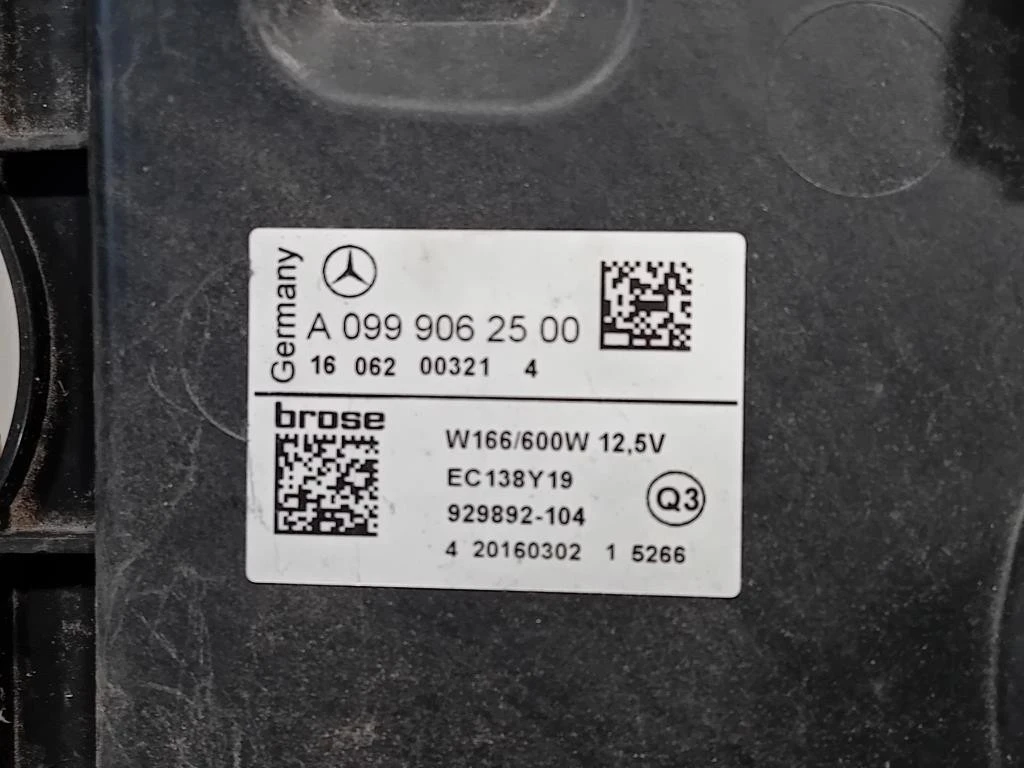 Germany
A 099 906 25 00
16 062 00321 4
brose
W166/600W 12,5V
EC138Y19
929892-104
Q3
4 20160302 1 5266